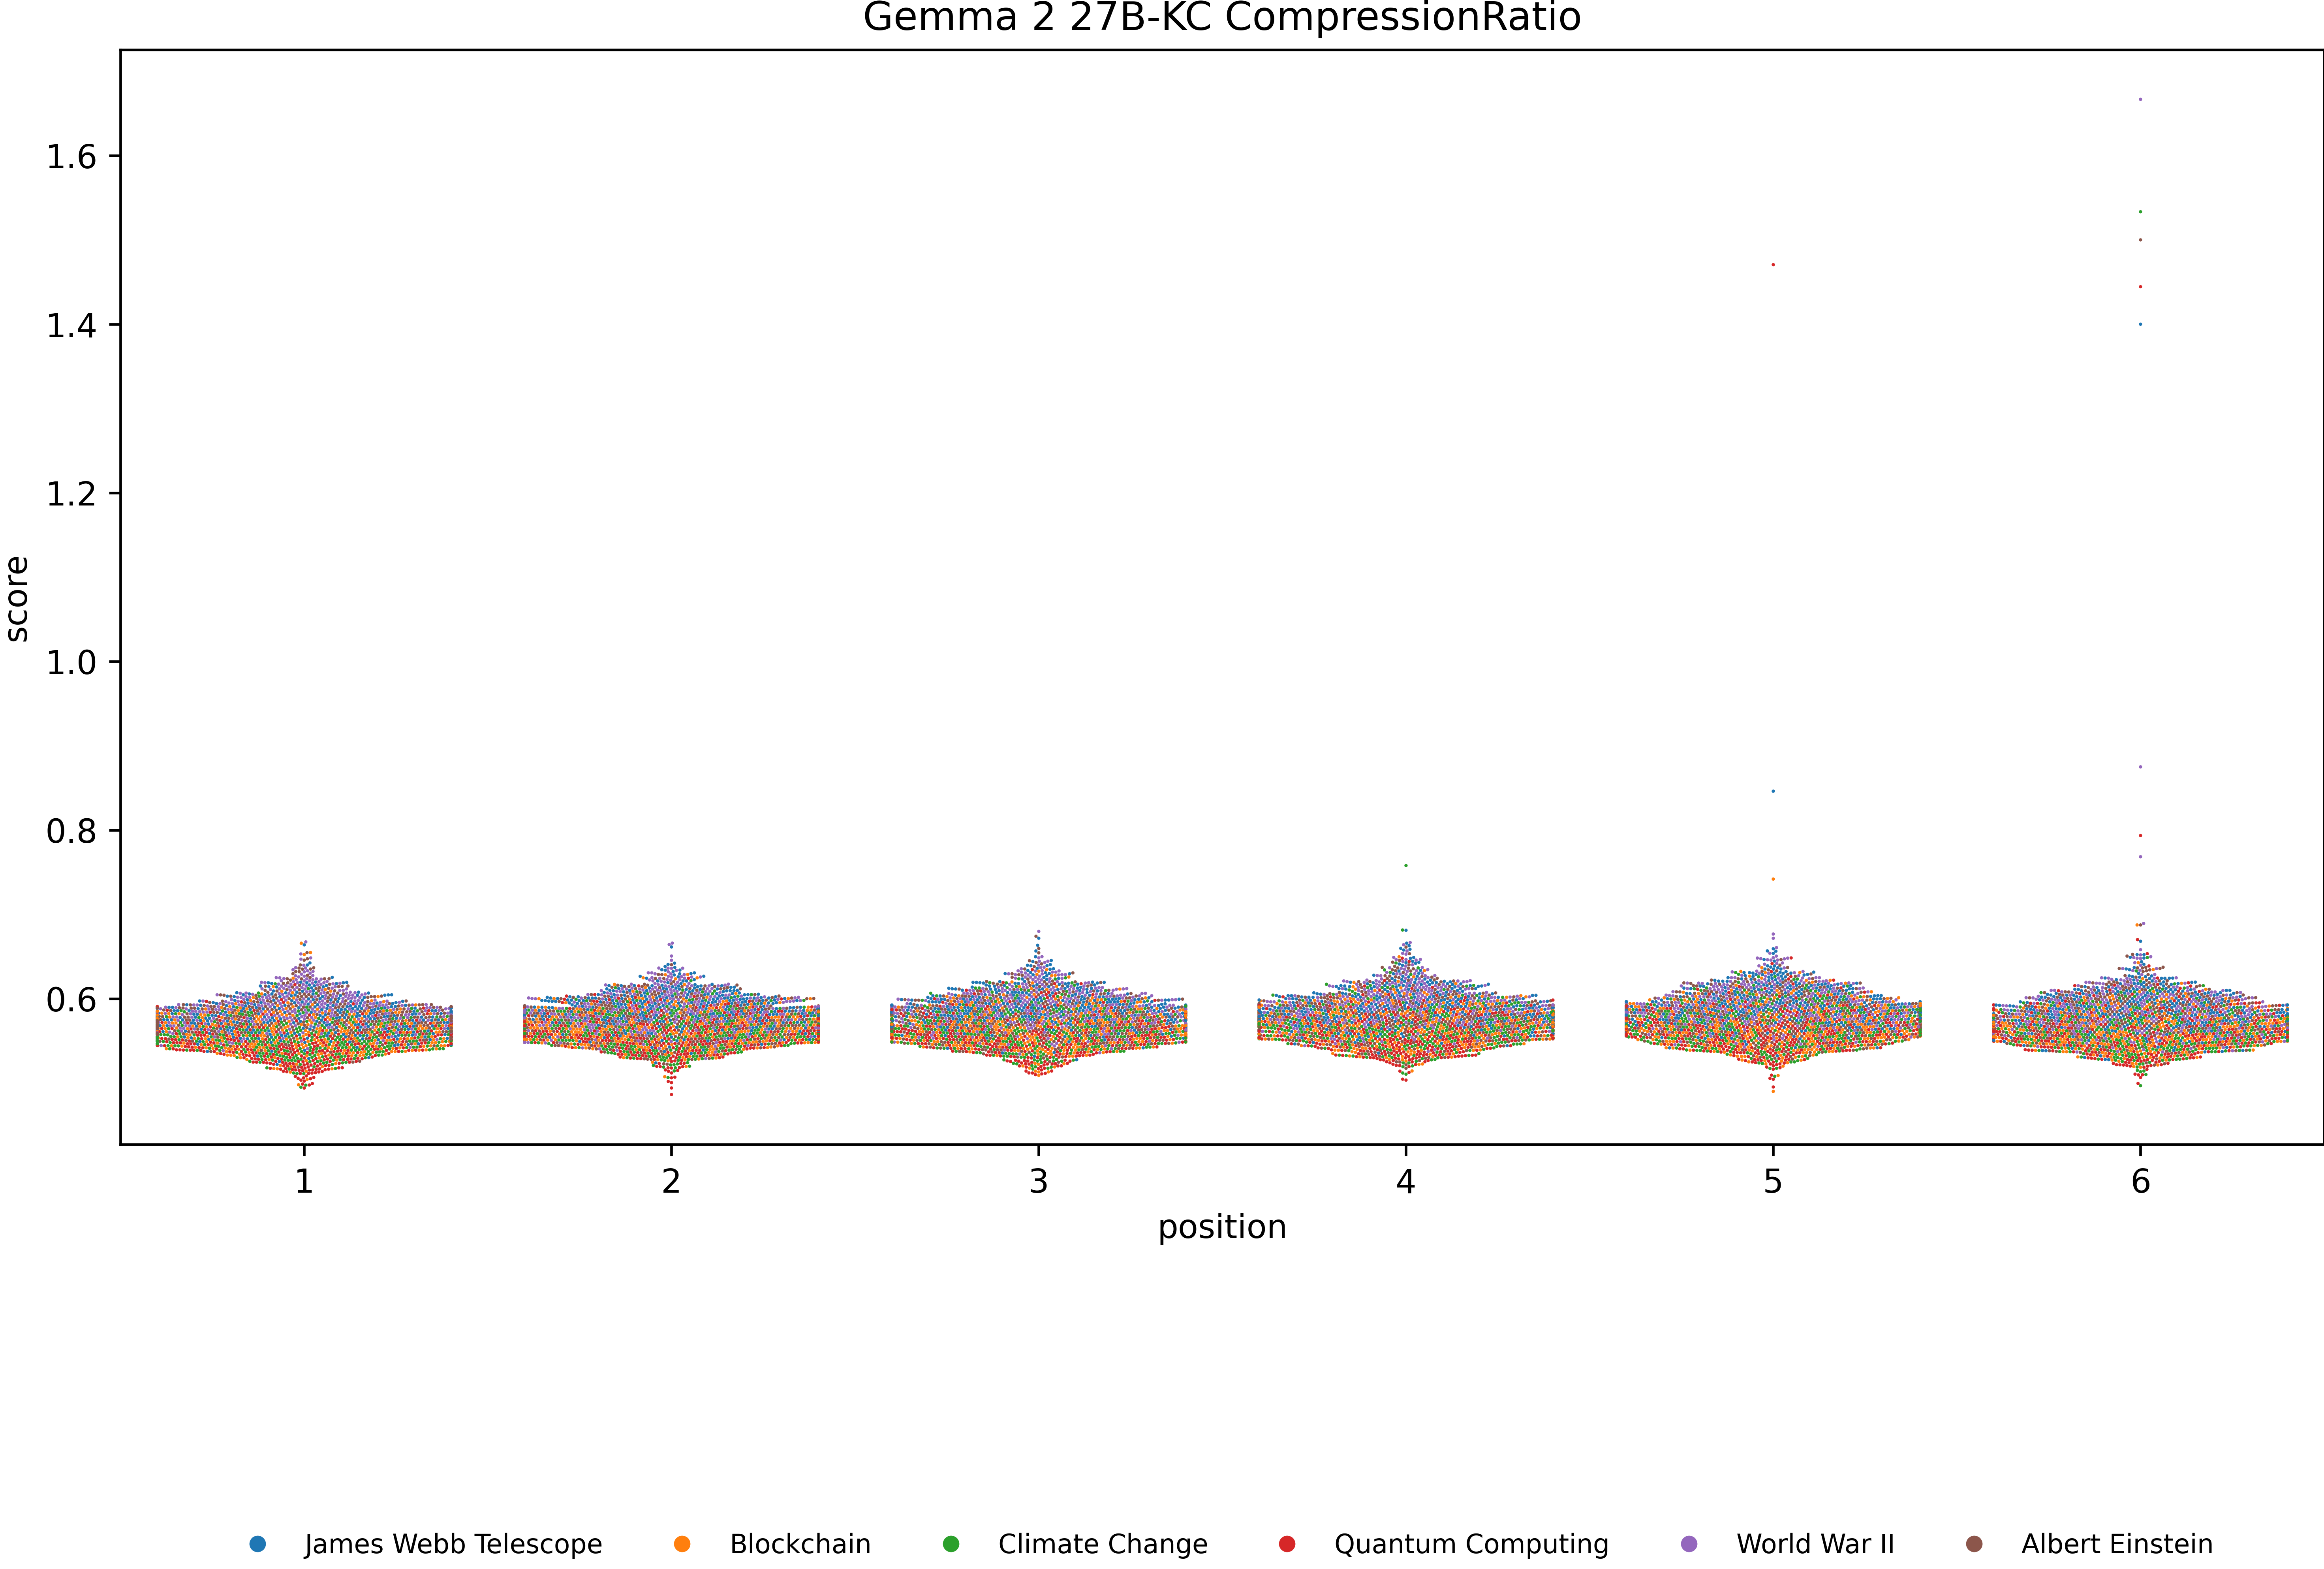 Gemma 2 27B-KC CompressionRatio
1.6
1.4
1.2
1.0
0.8
0.6
score
1 2 3 4 5 6
position
James Webb Telescope Blockchain Climate Change Quantum Computing World War II Albert Einstein